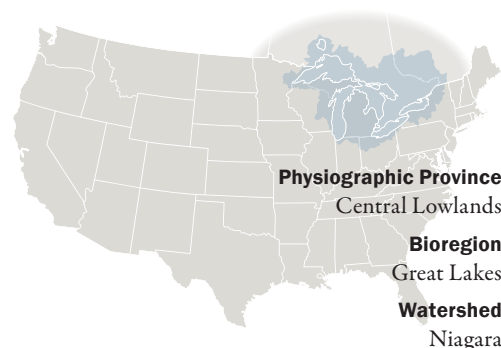 Physiographic Province
Central Lowlands
Bioregion
Great Lakes
Watershed
Niagara